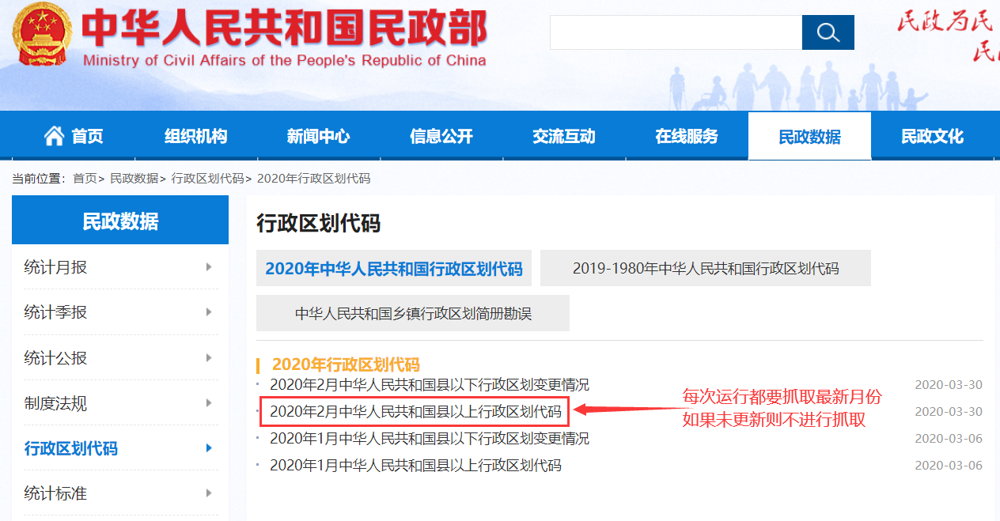 中华人民共和国民政部
Ministry of Civil Affairs of the People's Republic of China
民政为民
民
首页
组织机构
新闻中心
信息公开
交流互动
在线服务
民政数据
民政文化
当前位置：首页> 民政数据> 行政区划代码> 2020年行政区划代码
民政数据
统计月报
统计季报
统计公报
制度法规
行政区划代码
统计标准
行政区划代码
2020年中华人民共和国行政区划代码
2019-1980年中华人民共和国行政区划代码
中华人民共和国乡镇行政区划简册勘误
2020年行政区划代码
2020年2月中华人民共和国县以下行政区划变更情况 2020-03-30
2020年2月中华人民共和国县以上行政区划代码 2020-03-30
2020年1月中华人民共和国县以下行政区划变更情况 2020-03-06
2020年1月中华人民共和国县以上行政区划代码 2020-03-06
每次运行都要抓取最新月份
如果未更新则不进行抓取